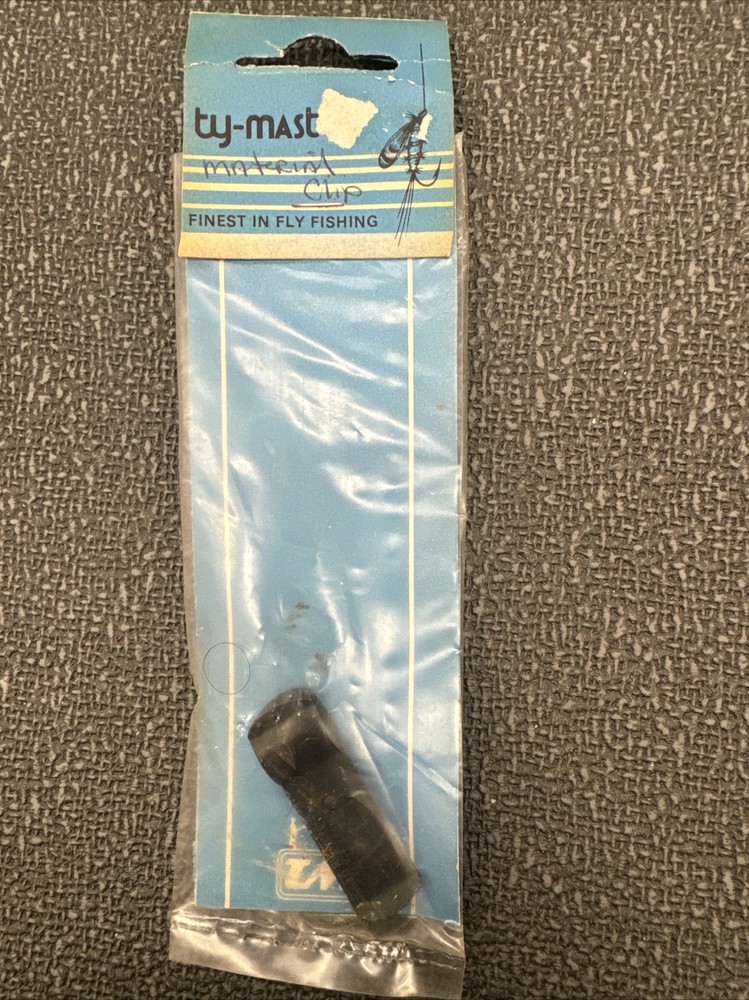 ty-mast
material
Clip
FINEST IN FLY FISHING